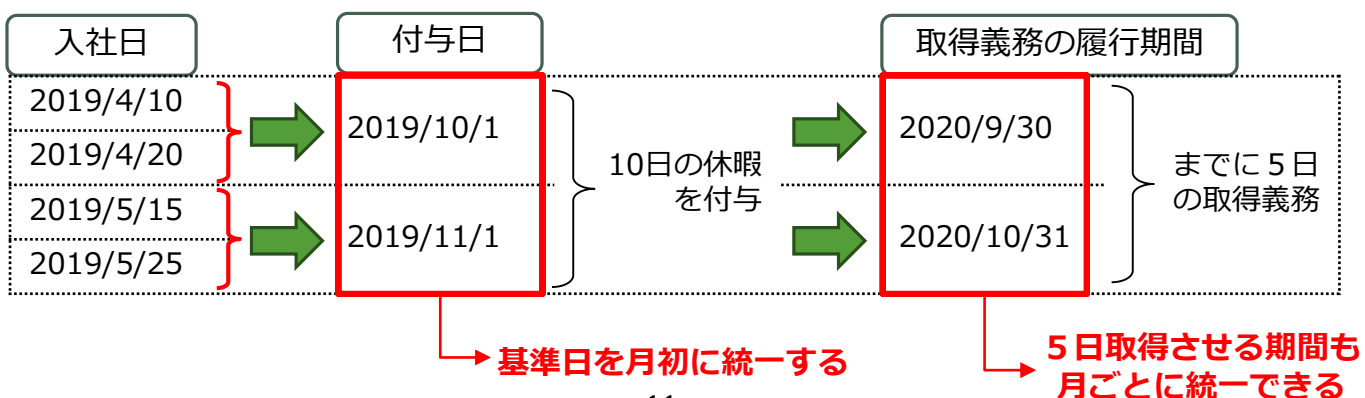 入社日
付与日
取得義務の履行期間
2019/4/10
2019/4/20
2019/5/15
2019/5/25
2019/10/1
2019/11/1
10日の休暇
を付与
2020/9/30
2020/10/31
までに５日
の取得義務
基準日を月初に統一する
５日取得させる期間も
月ごとに統一できる